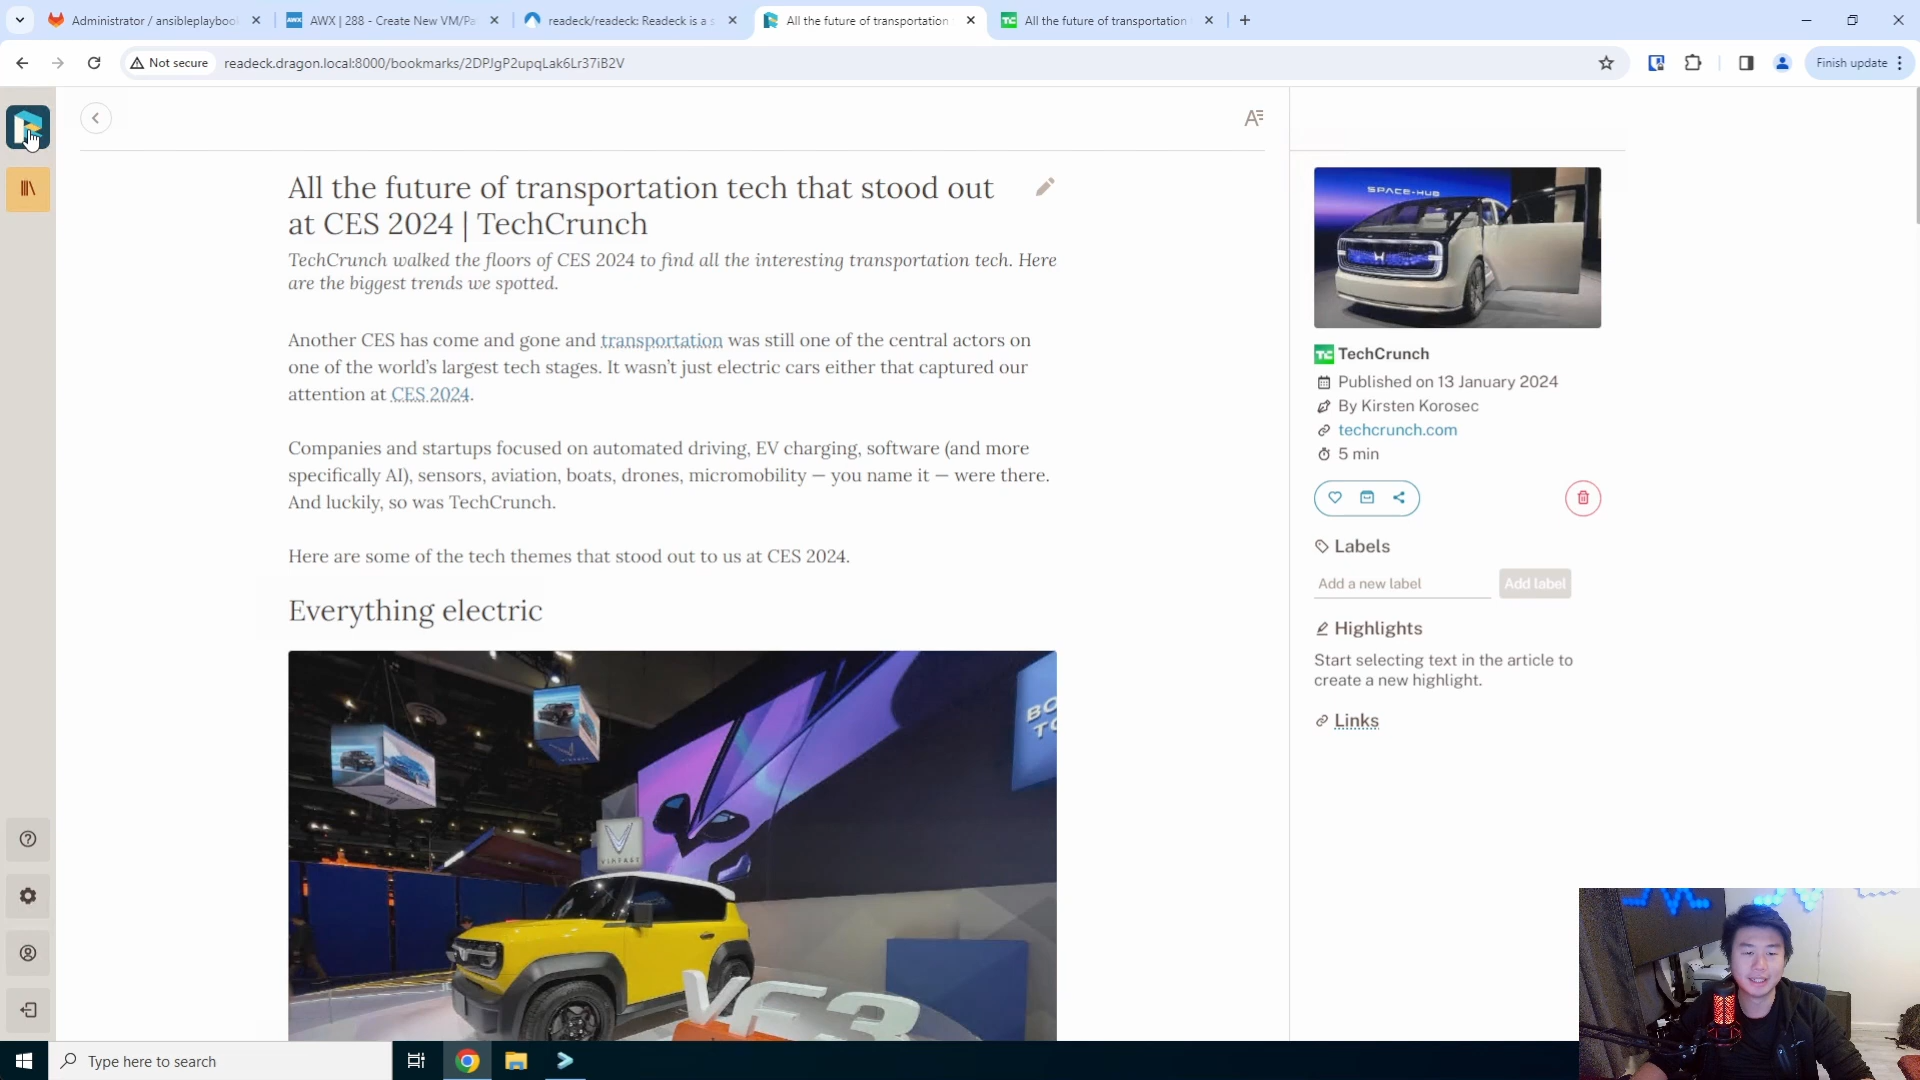 Administrator / ansibleplaybook
AWX | 288 - Create New VM/Pa
readeck/readeck: Readeck is a s
All the future of transportation
All the future of transportation
Not secure
readeck.dragon.local:8000/bookmarks/2DPJgP2upqLak6Lr37iB2V
Finish update
All the future of transportation tech that stood out
at CES 2024 | TechCrunch
TechCrunch walked the floors of CES 2024 to find all the interesting transportation tech. Here
are the biggest trends we spotted.
Another CES has come and gone and transportation was still one of the central actors on
one of the world's largest tech stages. It wasn't just electric cars either that captured our
attention at CES 2024.
Companies and startups focused on automated driving, EV charging, software (and more
specifically AI), sensors, aviation, boats, drones, micromobility — you name it — were there.
And luckily, so was TechCrunch.
Here are some of the tech themes that stood out to us at CES 2024.
Everything electric
VINFAST
VF3
SPACE-HUB
TechCrunch
Published on 13 January 2024
By Kirsten Korosec
techcrunch.com
5 min
Labels
Add a new label
Add label
Highlights
Start selecting text in the article to
create a new highlight.
Links
Type here to search